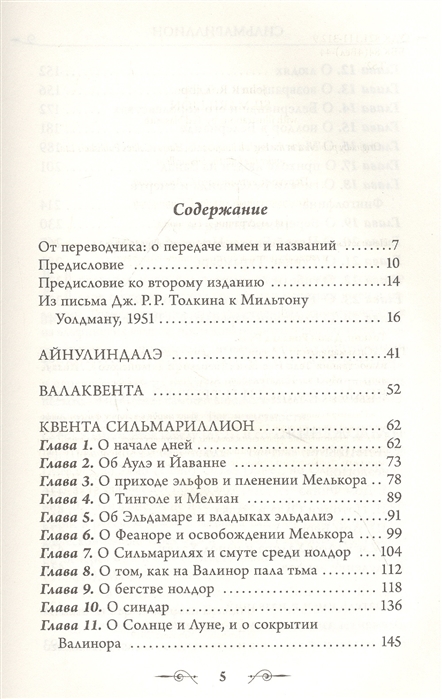 Содержание
От переводчика: о передаче имен и названий ......7
Предисловие ......10
Предисловие ко второму изданию ......14
Из письма Дж. Р.Р. Толкина к Мильтону
Уолдману, 1951 ......16
АЙНУЛИНДАЛЭ ......41
ВАЛАКВЕНТА ......52
КВЕНТА СИЛЬМАРИЛЛИОН ......62
Глава 1. О начале дней ......62
Глава 2. Об Аулэ и Йаванне ......73
Глава 3. О приходе эльфов и пленении Мелькора ..78
Глава 4. О Тинголе и Мелиан ......89
Глава 5. Об Эльдамаре и владыках эльдалиэ ......91
Глава 6. О Феаноре и освобождении Мелькора ....99
Глава 7. О Сильмарилях и смуте среди нолдор ...104
Глава 8. О том, как на Валинор пала тьма ......112
Глава 9. О бегстве нолдор ......118
Глава 10. О синдар ......136
Глава 11. О Солнце и Луне, и о сокрытии
Валинора ......145
5